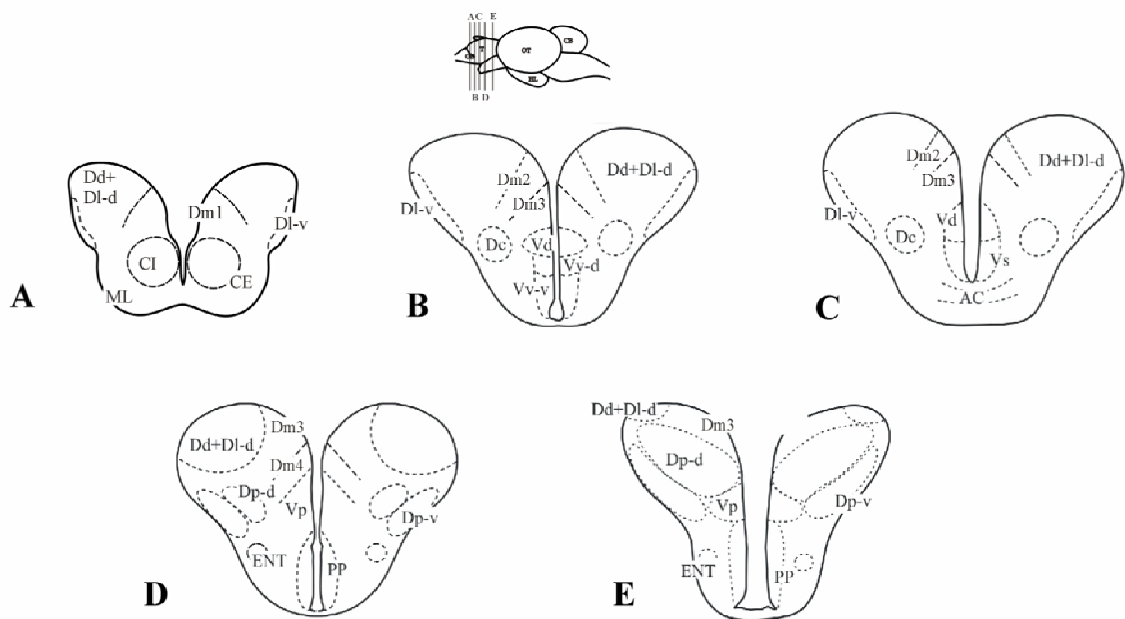 A C E
CB
T
OT
OB
HL
B D
Dd+
Dl-d
Dm1
Dl-v
CI
CE
ML
A
Dm2
Dd+Dl-d
Dm3
Dl-v
Dc
Vd
Vv-d
Vv-v
B
Dm2
Dd+Dl-d
Dm3
Dl-v
Vd
Dc
Vs
AC
C
Dm3
Dd+Dl-d
Dm4
Dp-d
Vp
Dp-v
ENT
PP
D
Dd+Dl-d
Dm3
Dp-d
Vp
Dp-v
ENT
PP
E